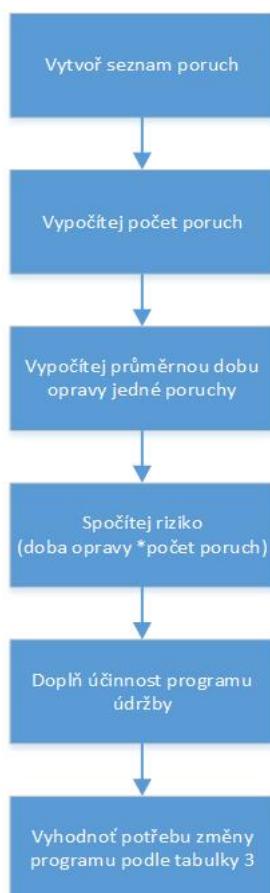 Vytvoř seznam poruch
Vypočítej počet poruch
Vypočítej průměrnou dobu
opravy jedné poruchy
Spočítej riziko
(doba opravy *počet poruch)
Doplň účinnost programu
údržby
Vyhodnoť potřebu změny
programu podle tabulky 3